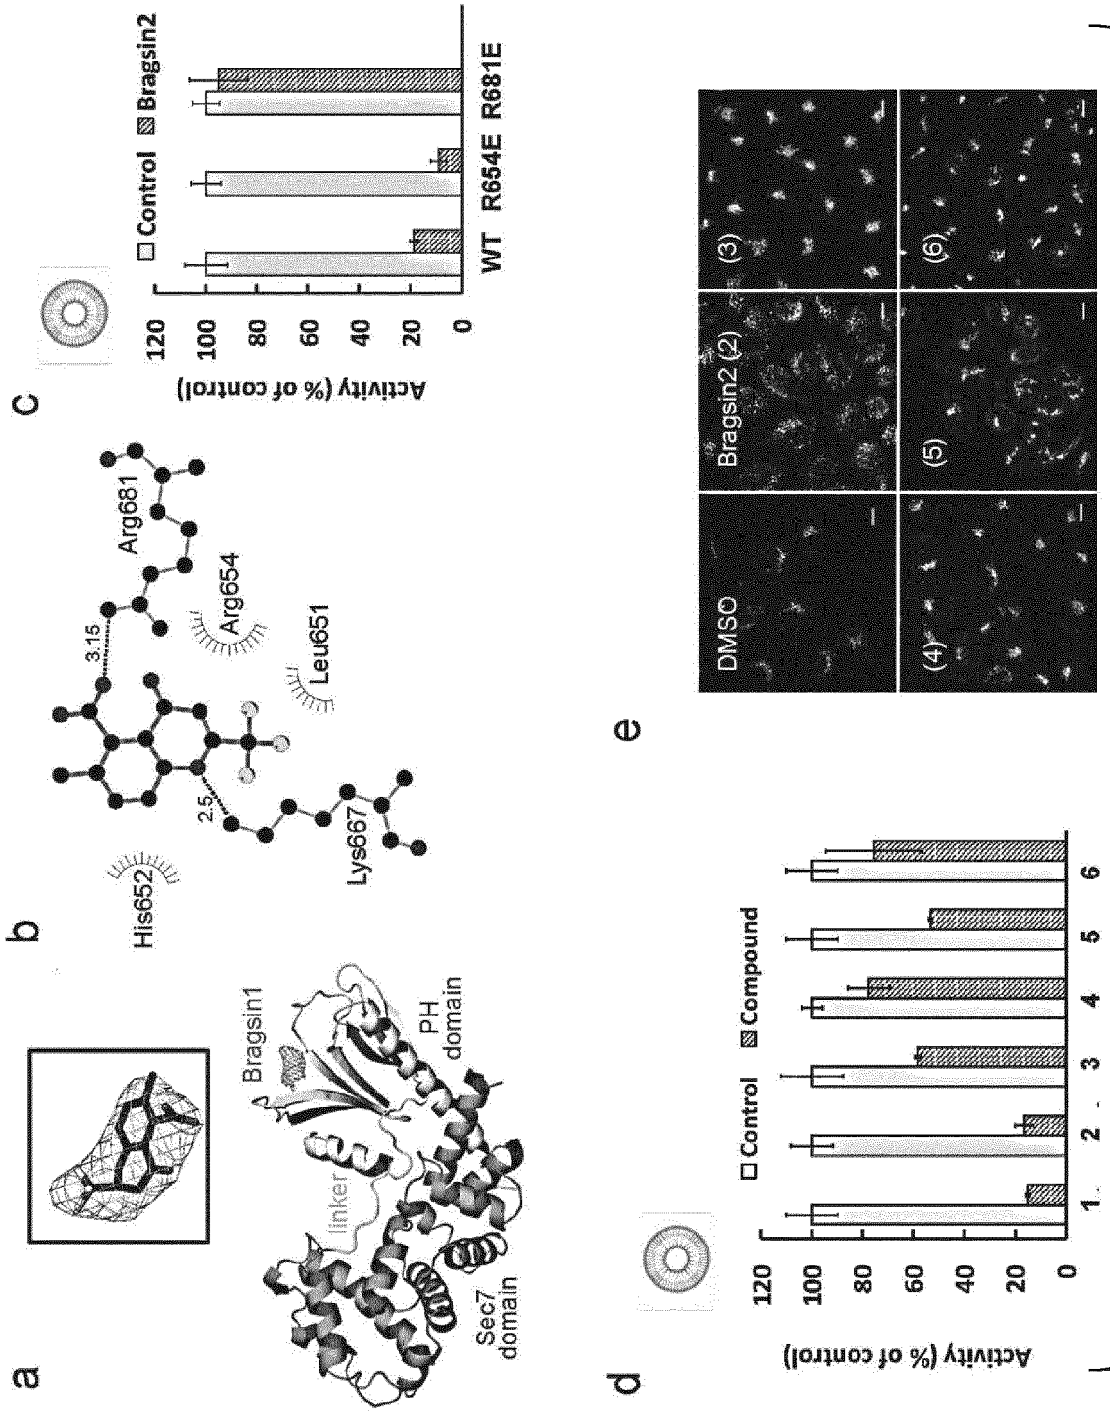 a
Bragsin1
linker
PH
domain
Sec7
domain
b
His652
Lys667
2.5
3.15
Arg681
Arg654
Leu651
c
Control
Bragsin2
Activity (% of control)
120
100
80
60
40
20
0
WT R654E R681E
d
Control
Compound
Activity (% of control)
120
100
80
60
40
20
0
1 2 3 4 5 6
e
DMSO
Bragsin2 (2)
(3)
(4)
(5)
(6)